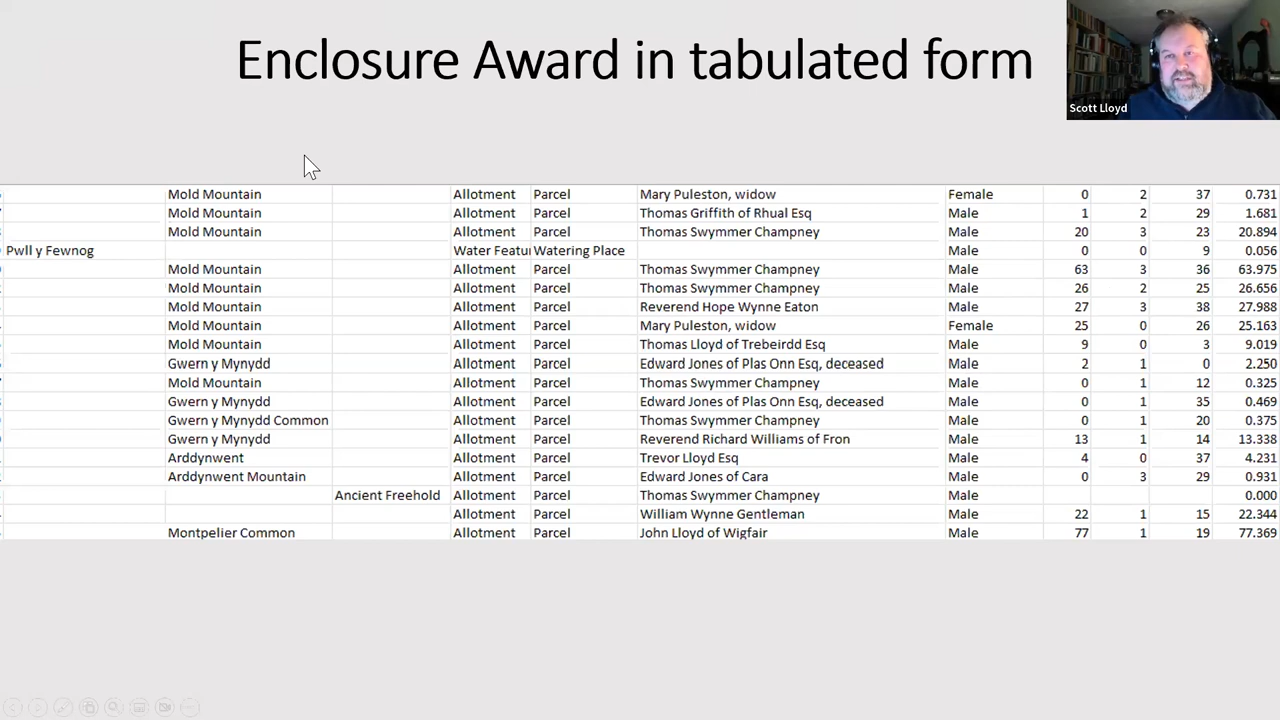 Enclosure Award in tabulated form
Scott Lloyd
Mold Mountain Allotment Parcel Mary Puleston, widow Female 0 2 37 0.731
Mold Mountain Allotment Parcel Thomas Griffith of Rhual Esq Male 1 2 29 1.681
Mold Mountain Allotment Parcel Thomas Swymmer Champney Male 20 3 23 20.894
Pwll y Fewnog Water Featu Watering Place Male 0 0 9 0.056
Mold Mountain Allotment Parcel Thomas Swymmer Champney Male 63 3 36 63.975
Mold Mountain Allotment Parcel Thomas Swymmer Champney Male 26 2 25 26.656
Mold Mountain Allotment Parcel Reverend Hope Wynne Eaton Male 27 3 38 27.988
Mold Mountain Allotment Parcel Mary Puleston, widow Female 25 0 26 25.163
Mold Mountain Allotment Parcel Thomas Lloyd of Trebeirdd Esq Male 9 0 3 9.019
Gwern y Mynydd Allotment Parcel Edward Jones of Plas Onn Esq, deceased Male 2 1 0 2.250
Mold Mountain Allotment Parcel Thomas Swymmer Champney Male 0 1 12 0.325
Gwern y Mynydd Allotment Parcel Edward Jones of Plas Onn Esq, deceased Male 0 1 35 0.469
Gwern y Mynydd Common Allotment Parcel Thomas Swymmer Champney Male 0 1 20 0.375
Gwern y Mynydd Allotment Parcel Reverend Richard Williams of Fron Male 13 1 14 13.338
Arddynwent Allotment Parcel Trevor Lloyd Esq Male 4 0 37 4.231
Arddynwent Mountain Allotment Parcel Edward Jones of Cara Male 0 3 29 0.931
Ancient Freehold Allotment Parcel Thomas Swymmer Champney Male 0.000
Allotment Parcel William Wynne Gentleman Male 22 1 15 22.344
Montpelier Common Allotment Parcel John Lloyd of Wigfair Male 77 1 19 77.369